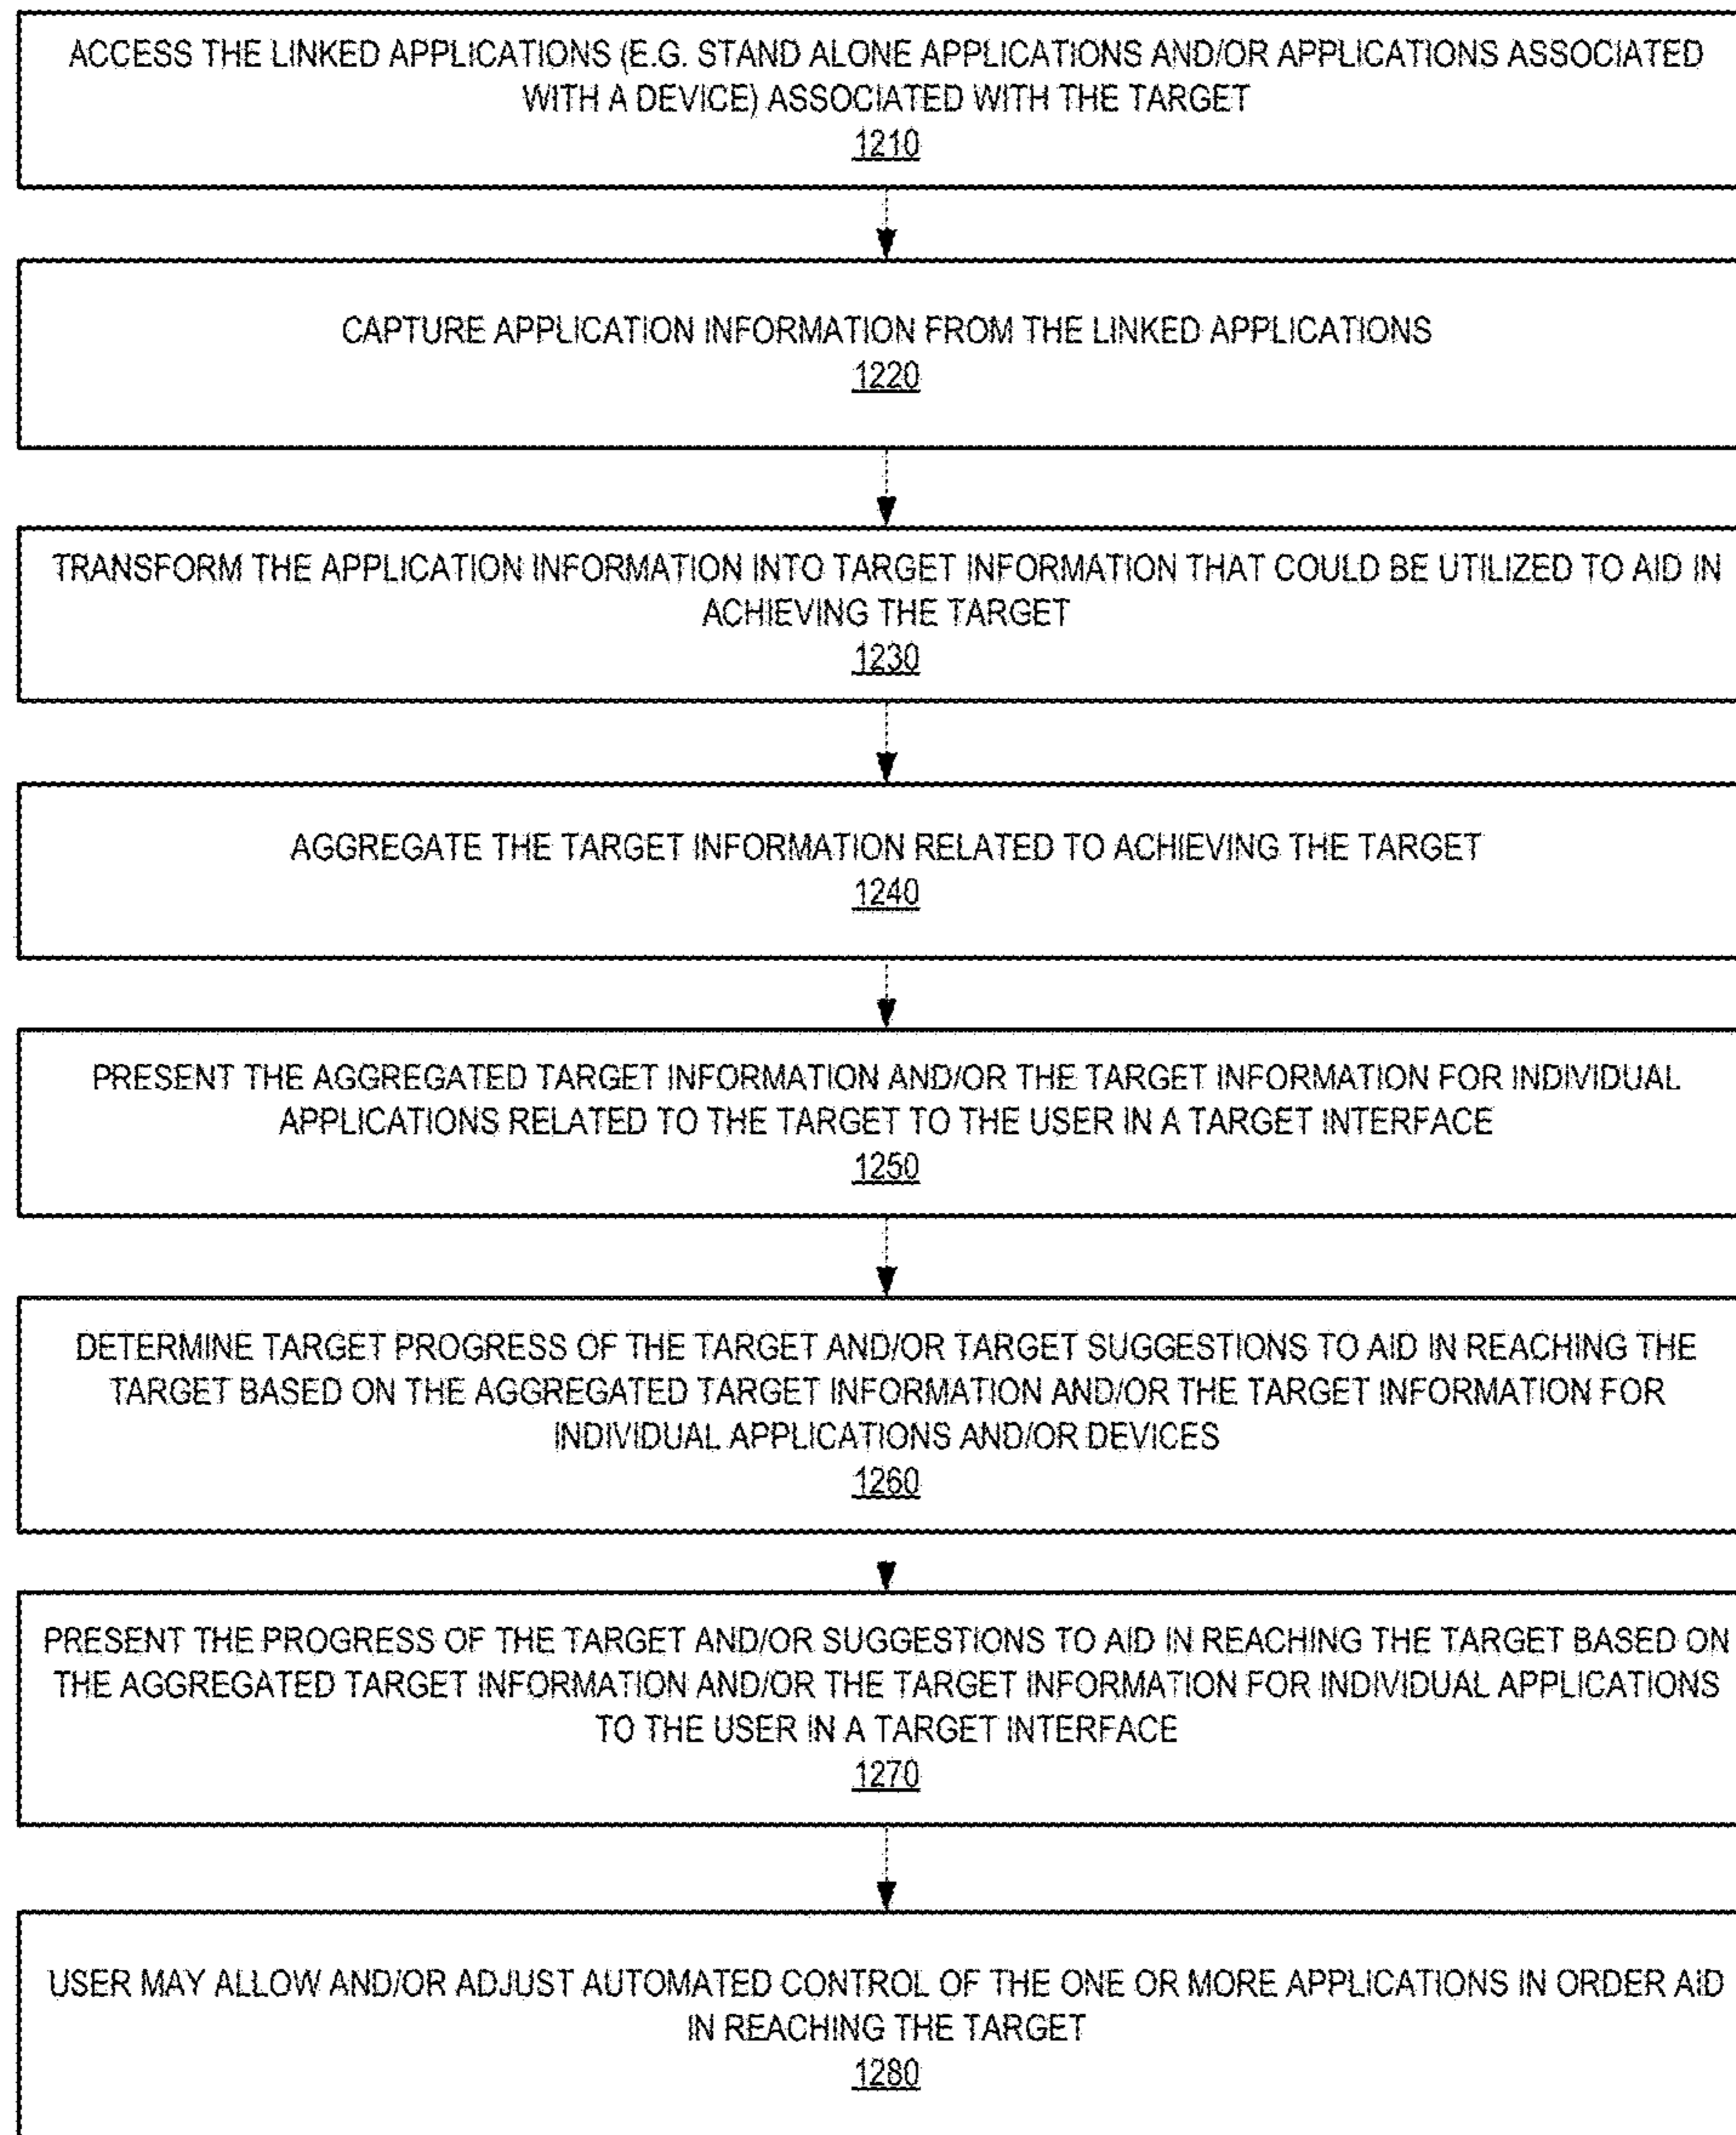 ACCESS THE LINKED APPLICATIONS (E.G. STAND ALONE APPLICATIONS AND/OR APPLICATIONS ASSOCIATED
WITH A DEVICE) ASSOCIATED WITH THE TARGET
1210
CAPTURE APPLICATION INFORMATION FROM THE LINKED APPLICATIONS
1220
TRANSFORM THE APPLICATION INFORMATION INTO TARGET INFORMATION THAT COULD BE UTILIZED TO AID IN
ACHIEVING THE TARGET
1230
AGGREGATE THE TARGET INFORMATION RELATED TO ACHIEVING THE TARGET
1240
PRESENT THE AGGREGATED TARGET INFORMATION AND/OR THE TARGET INFORMATION FOR INDIVIDUAL
APPLICATIONS RELATED TO THE TARGET TO THE USER IN A TARGET INTERFACE
1250
DETERMINE TARGET PROGRESS OF THE TARGET AND/OR TARGET SUGGESTIONS TO AID IN REACHING THE
TARGET BASED ON THE AGGREGATED TARGET INFORMATION AND/OR THE TARGET INFORMATION FOR
INDIVIDUAL APPLICATIONS AND/OR DEVICES
1260
PRESENT THE PROGRESS OF THE TARGET AND/OR SUGGESTIONS TO AID IN REACHING THE TARGET BASED ON
THE AGGREGATED TARGET INFORMATION AND/OR THE TARGET INFORMATION FOR INDIVIDUAL APPLICATIONS
TO THE USER IN A TARGET INTERFACE
1270
USER MAY ALLOW AND/OR ADJUST AUTOMATED CONTROL OF THE ONE OR MORE APPLICATIONS IN ORDER AID
IN REACHING THE TARGET
1280